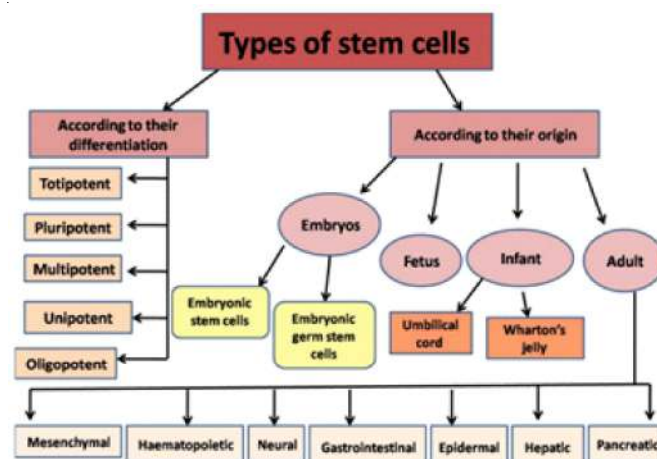 Types of stem cells
According to their
differentiation
According to their origin
Totipotent
Pluripotent
Multipotent
Unipotent
Oligopotent
Embryos
Fetus
Infant
Adult
Embryonic
stem cells
Embryonic
germ stem
cells
Umbilical
cord
Wharton's
jelly
Mesenchymal
Haematopoietic
Neural
Gastrointestinal
Epidermal
Hepatic
Pancreatic